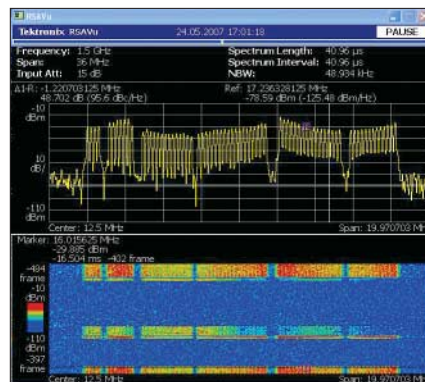 RSAVu
Tektronix RSAVu 24.05.2007 17:01:18 PAUSE
Frequency: 1.5 GHz Spectrum Length: 40.96 µs
Span: 36 MHz Spectrum Interval: 40.96 µs
Input Att: 15 dB NBW: 48.934 kHz
Δ1-R: -1.220703125 MHz Ref: 17.236328125 MHz
48.702 dB (95.6 dBc/Hz) -78.59 dBm (-125.48 dBm/Hz)
-10
dBm
10
dB/
-110
dBm
Center: 12.5 MHz Span: 19.970703 MHz
Marker: 16.015625 MHz
-29.885 dBm
-16.504 ms -402 frame
-484
frame
-10
dBm
-110
dBm
-397
frame
Center: 12.5 MHz Span: 19.970703 MHz